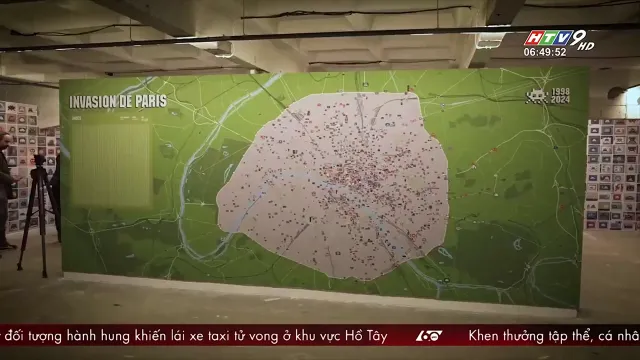 HTV9 HD
06:49:52
INVASION DE PARIS
1998
2024
đối tượng hành hung khiến lái xe taxi tử vong ở khu vực Hồ Tây
60
Khen thưởng tập thể, cá